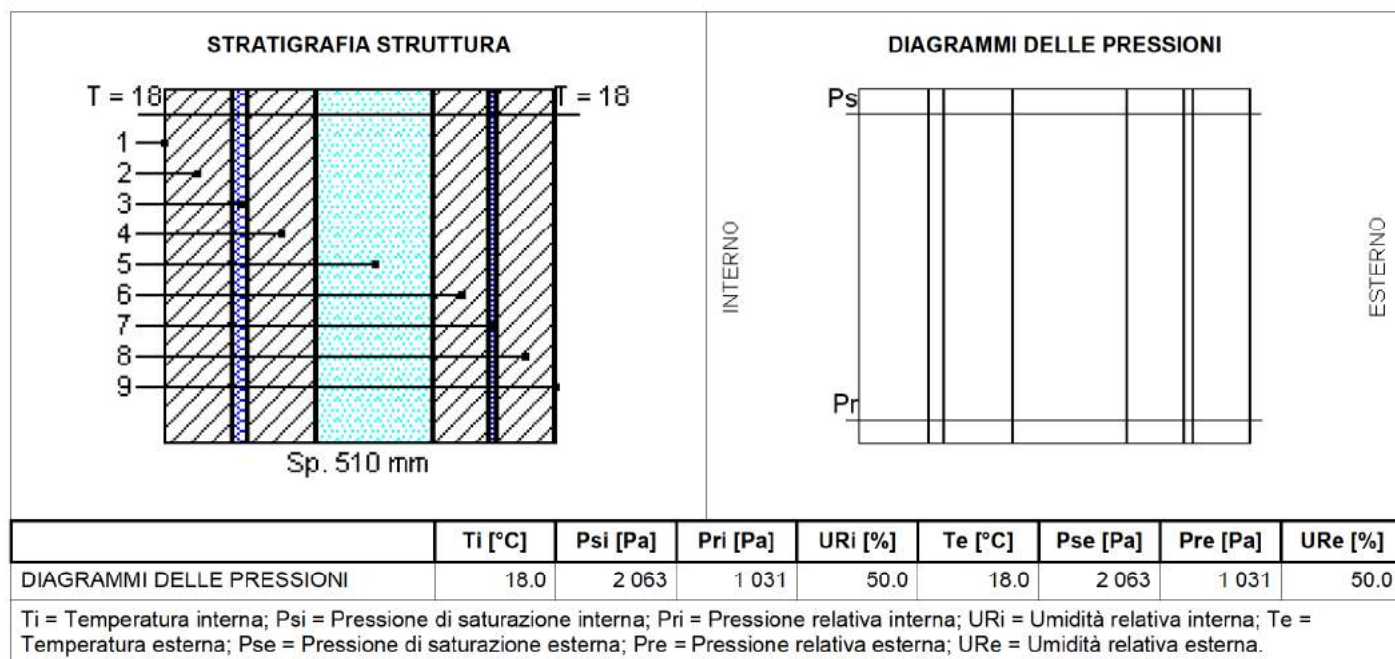 STRATIGRAFIA STRUTTURA
T = 18
T = 18
1
2
3
4
5
6
7
8
9
Sp. 510 mm
DIAGRAMMI DELLE PRESSIONI
Ps
Pr
INTERNO
ESTERNO
Ti [°C] Psi [Pa] Pri [Pa] URi [%] Te [°C] Pse [Pa] Pre [Pa] URe [%]
DIAGRAMMI DELLE PRESSIONI 18.0 2 063 1 031 50.0 18.0 2 063 1 031 50.0
Ti = Temperatura interna; Psi = Pressione di saturazione interna; Pri = Pressione relativa interna; URi = Umidità relativa interna; Te =
Temperatura esterna; Pse = Pressione di saturazione esterna; Pre = Pressione relativa esterna; URe = Umidità relativa esterna.